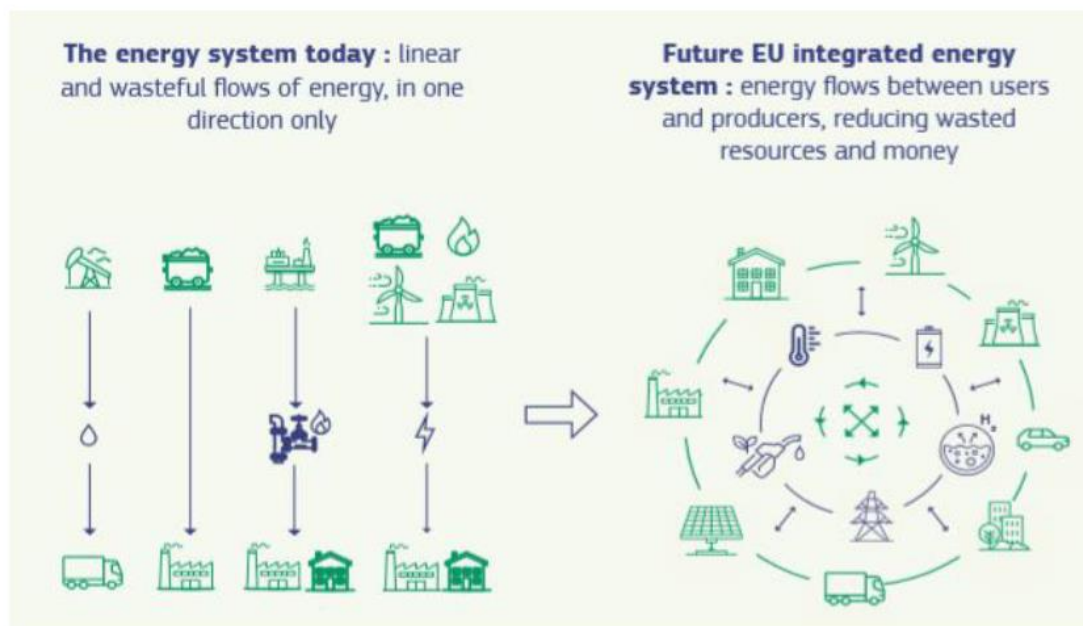 The energy system today : linear
and wasteful flows of energy, in one
direction only
Future EU integrated energy
system : energy flows between users
and producers, reducing wasted
resources and money
H₂